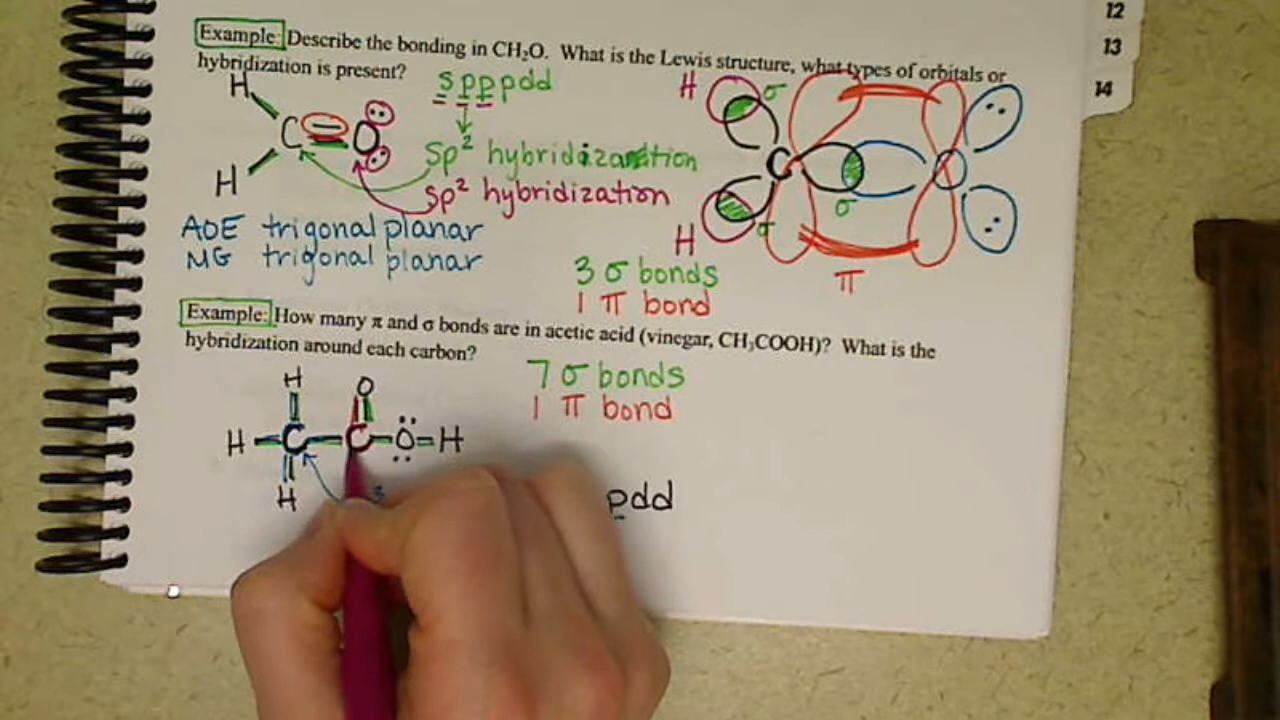 12
13
14
Example: Describe the bonding in CH₂O. What is the Lewis structure, what types of orbitals or
hybridization is present?
s p p p d d
H
C = O
H
sp² hybridization
sp² hybridization
AOE trigonal planar
MG trigonal planar
H σ
C σ
H σ
π
3 σ bonds
1 π bond
Example: How many π and σ bonds are in acetic acid (vinegar, CH₃COOH)? What is the
hybridization around each carbon?
7 σ bonds
1 π bond
H O
H-C-C-O-H
H
3
pdd